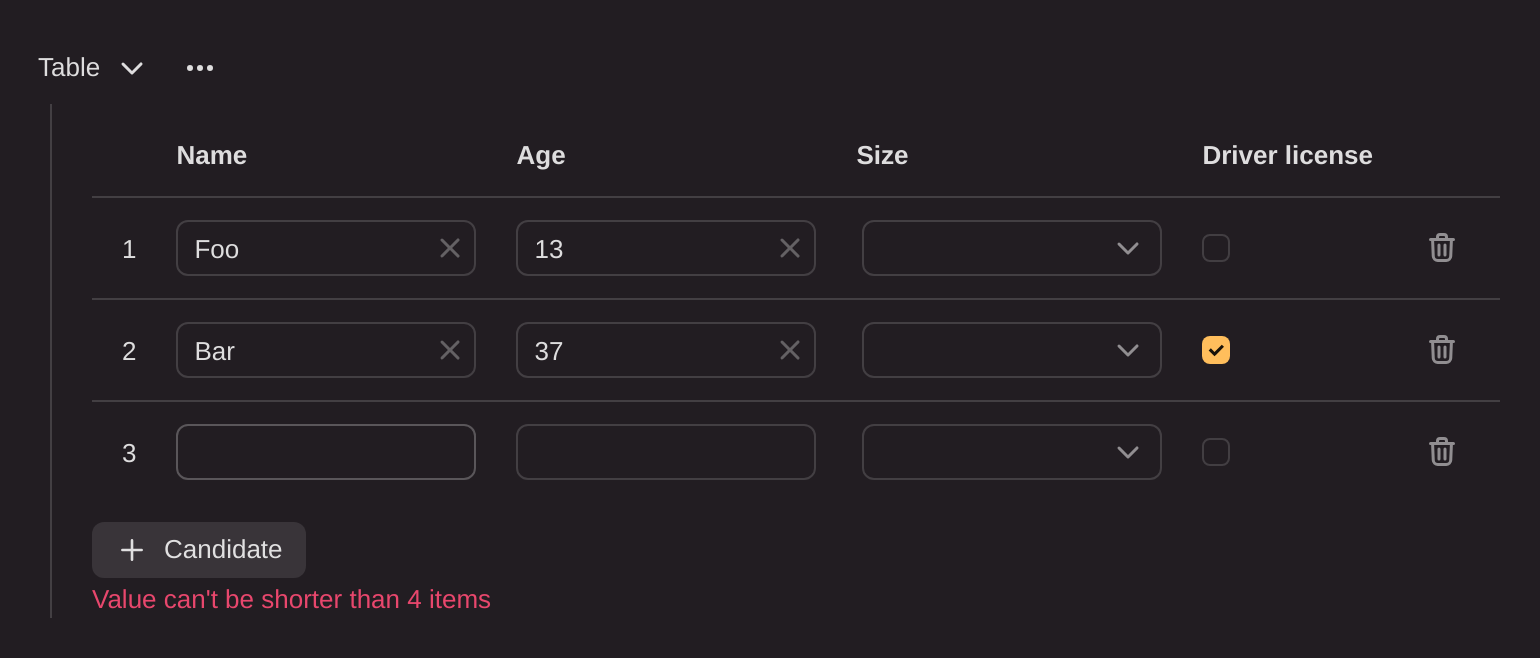 Table
Name Age Size Driver license
1 Foo 13
2 Bar 37
3
Candidate
Value can't be shorter than 4 items